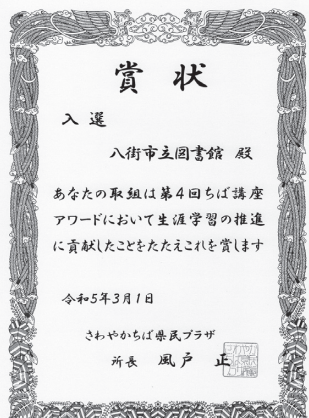 賞状
入選
八街市立図書館 殿
あなたの取組は第4回ちば講座
アワードにおいて生涯学習の推進
に貢献したことをたたえこれを賞します
令和5年3月1日
さわやかちば県民プラザ
所長 風戸 正